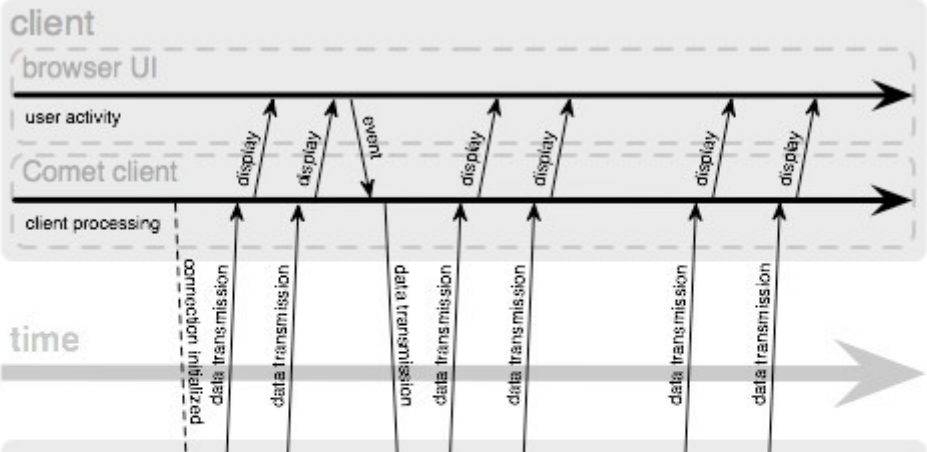 client
browser UI
user activity
display
display
event
display
display
display
display
Comet client
client processing
connection initialized
data transmission
data transmission
data transmission
data transmission
data transmission
data transmission
data transmission
time